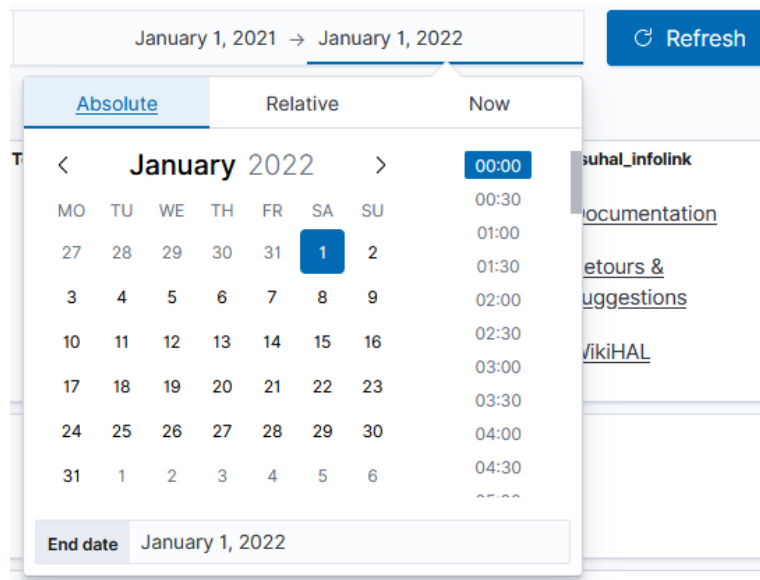 January 1, 2021 → January 1, 2022
Refresh
Absolute Relative Now
January 2022
MO TU WE TH FR SA SU
27 28 29 30 31 1 2
3 4 5 6 7 8 9
10 11 12 13 14 15 16
17 18 19 20 21 22 23
24 25 26 27 28 29 30
31 1 2 3 4 5 6
00:00
00:30
01:00
01:30
02:00
02:30
03:00
03:30
04:00
04:30
End date January 1, 2022
suhal_infolink
ocumentation
etours &
uggestions
WikiHAL